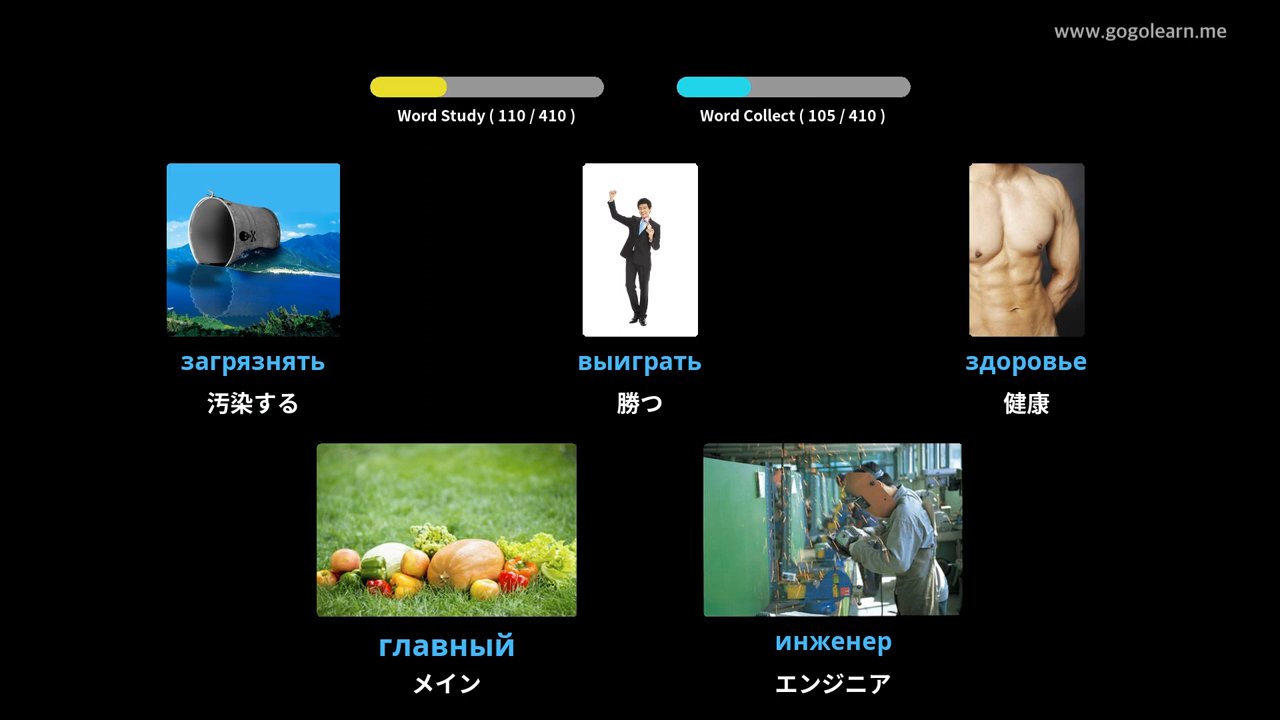 www.gogolearn.me
Word Study ( 110 / 410 )
Word Collect ( 105 / 410 )
загрязнять
汚染する
выиграть
勝つ
здоровье
健康
главный
メイン
инженер
エンジニア